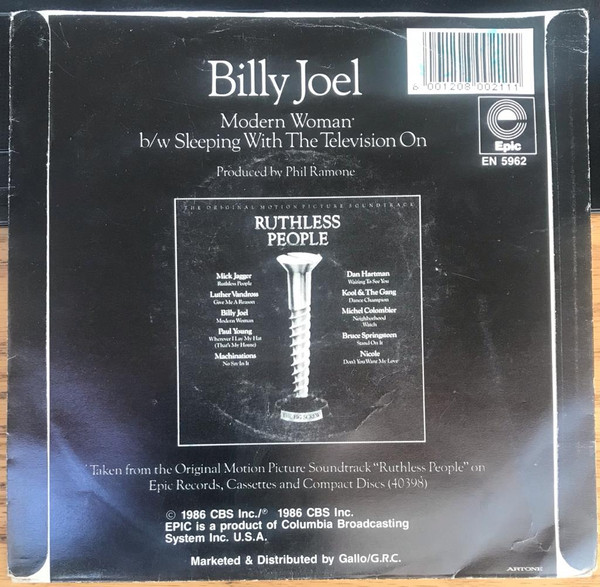 Billy Joel
Modern Woman*
b/w Sleeping With The Television On
Produced by Phil Ramone
6 001208 002111
Epic
EN 5962
THE ORIGINAL MOTION PICTURE SOUNDTRACK
RUTHLESS
PEOPLE
Mick Jagger
Ruthless People
Luther Vandross
Give Me A Reason
Billy Joel
Modern Woman
Paul Young
Wherever I Lay My Hat
(That's My Home)
Machinations
No Say In It
Dan Hartman
Waiting To See You
Kool & The Gang
Dance Champion
Michel Colombier
Neighborhood
Watch
Bruce Springsteen
Stand On It
Nicole
Don't You Want My Love
THE BIG SCREW
*Taken from the Original Motion Picture Soundtrack "Ruthless People" on
Epic Records, Cassettes and Compact Discs (40398)
© 1986 CBS Inc./℗ 1986 CBS Inc.
EPIC is a product of Columbia Broadcasting
System Inc. U.S.A.
Marketed & Distributed by Gallo/G.R.C.
ARTONE